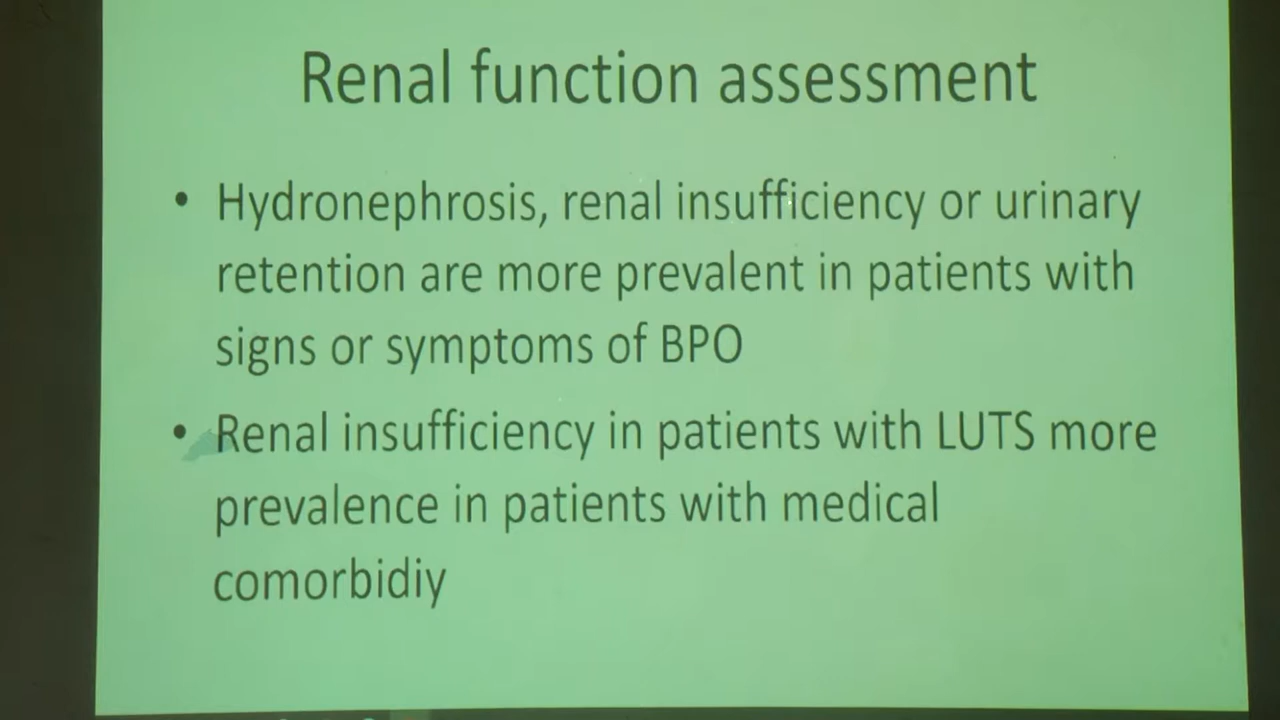 Renal function assessment
• Hydronephrosis, renal insufficiency or urinary
retention are more prevalent in patients with
signs or symptoms of BPO
• Renal insufficiency in patients with LUTS more
prevalence in patients with medical
comorbidiy